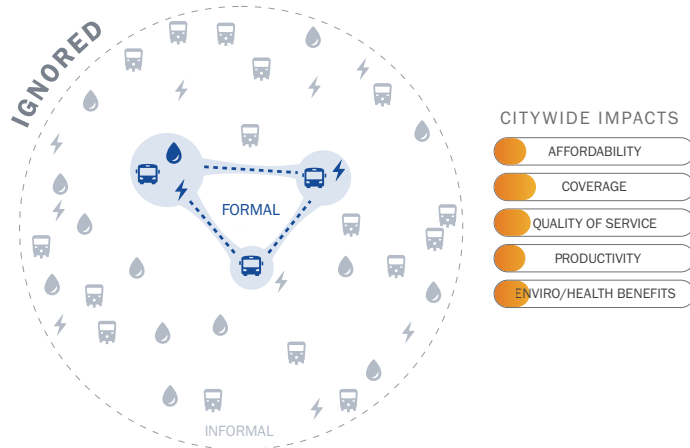 IGNORED
FORMAL
INFORMAL
CITYWIDE IMPACTS
AFFORDABILITY
COVERAGE
QUALITY OF SERVICE
PRODUCTIVITY
ENVIRO/HEALTH BENEFITS